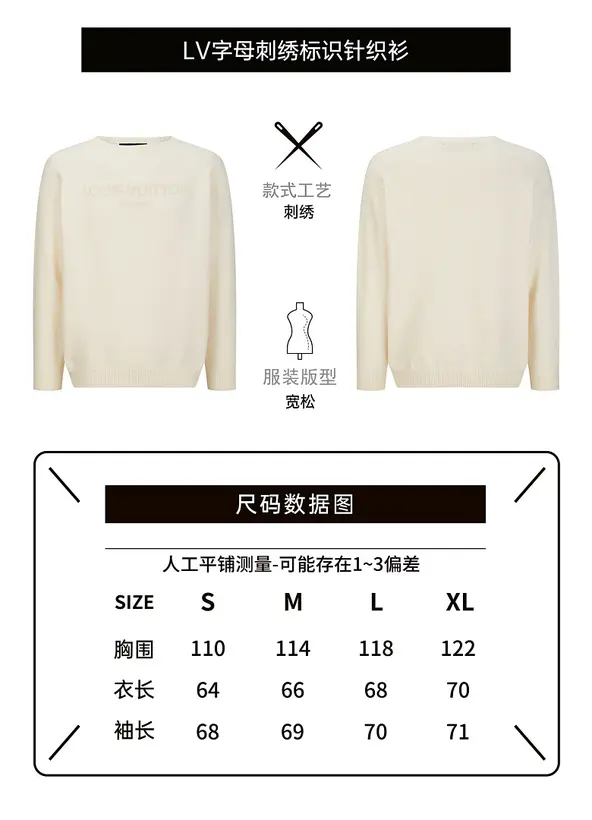 LV字母刺绣标识针织衫
LOUIS VUITTON
款式工艺
刺绣
服装版型
宽松
尺码数据图
人工平铺测量-可能存在1~3偏差
SIZE S M L XL
胸围 110 114 118 122
衣长 64 66 68 70
袖长 68 69 70 71